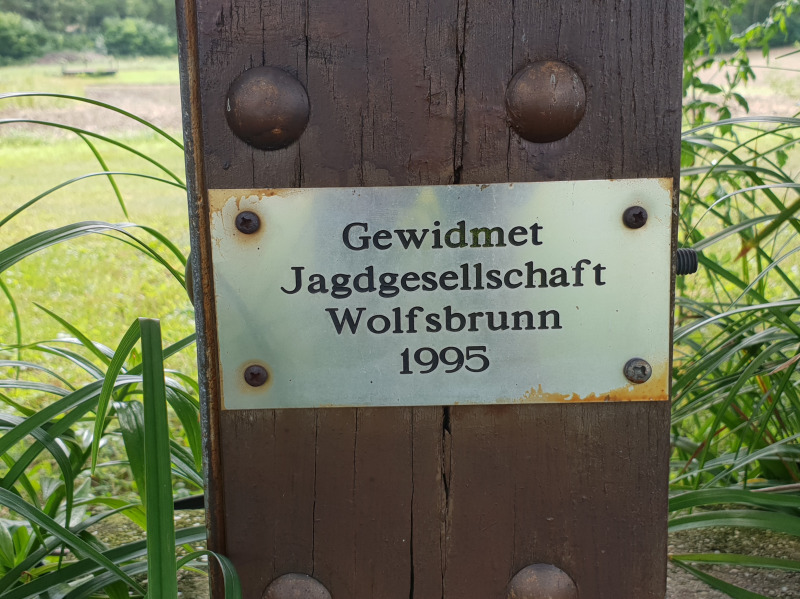 Gewidmet
Jagdgesellschaft
Wolfsbrunn
1995